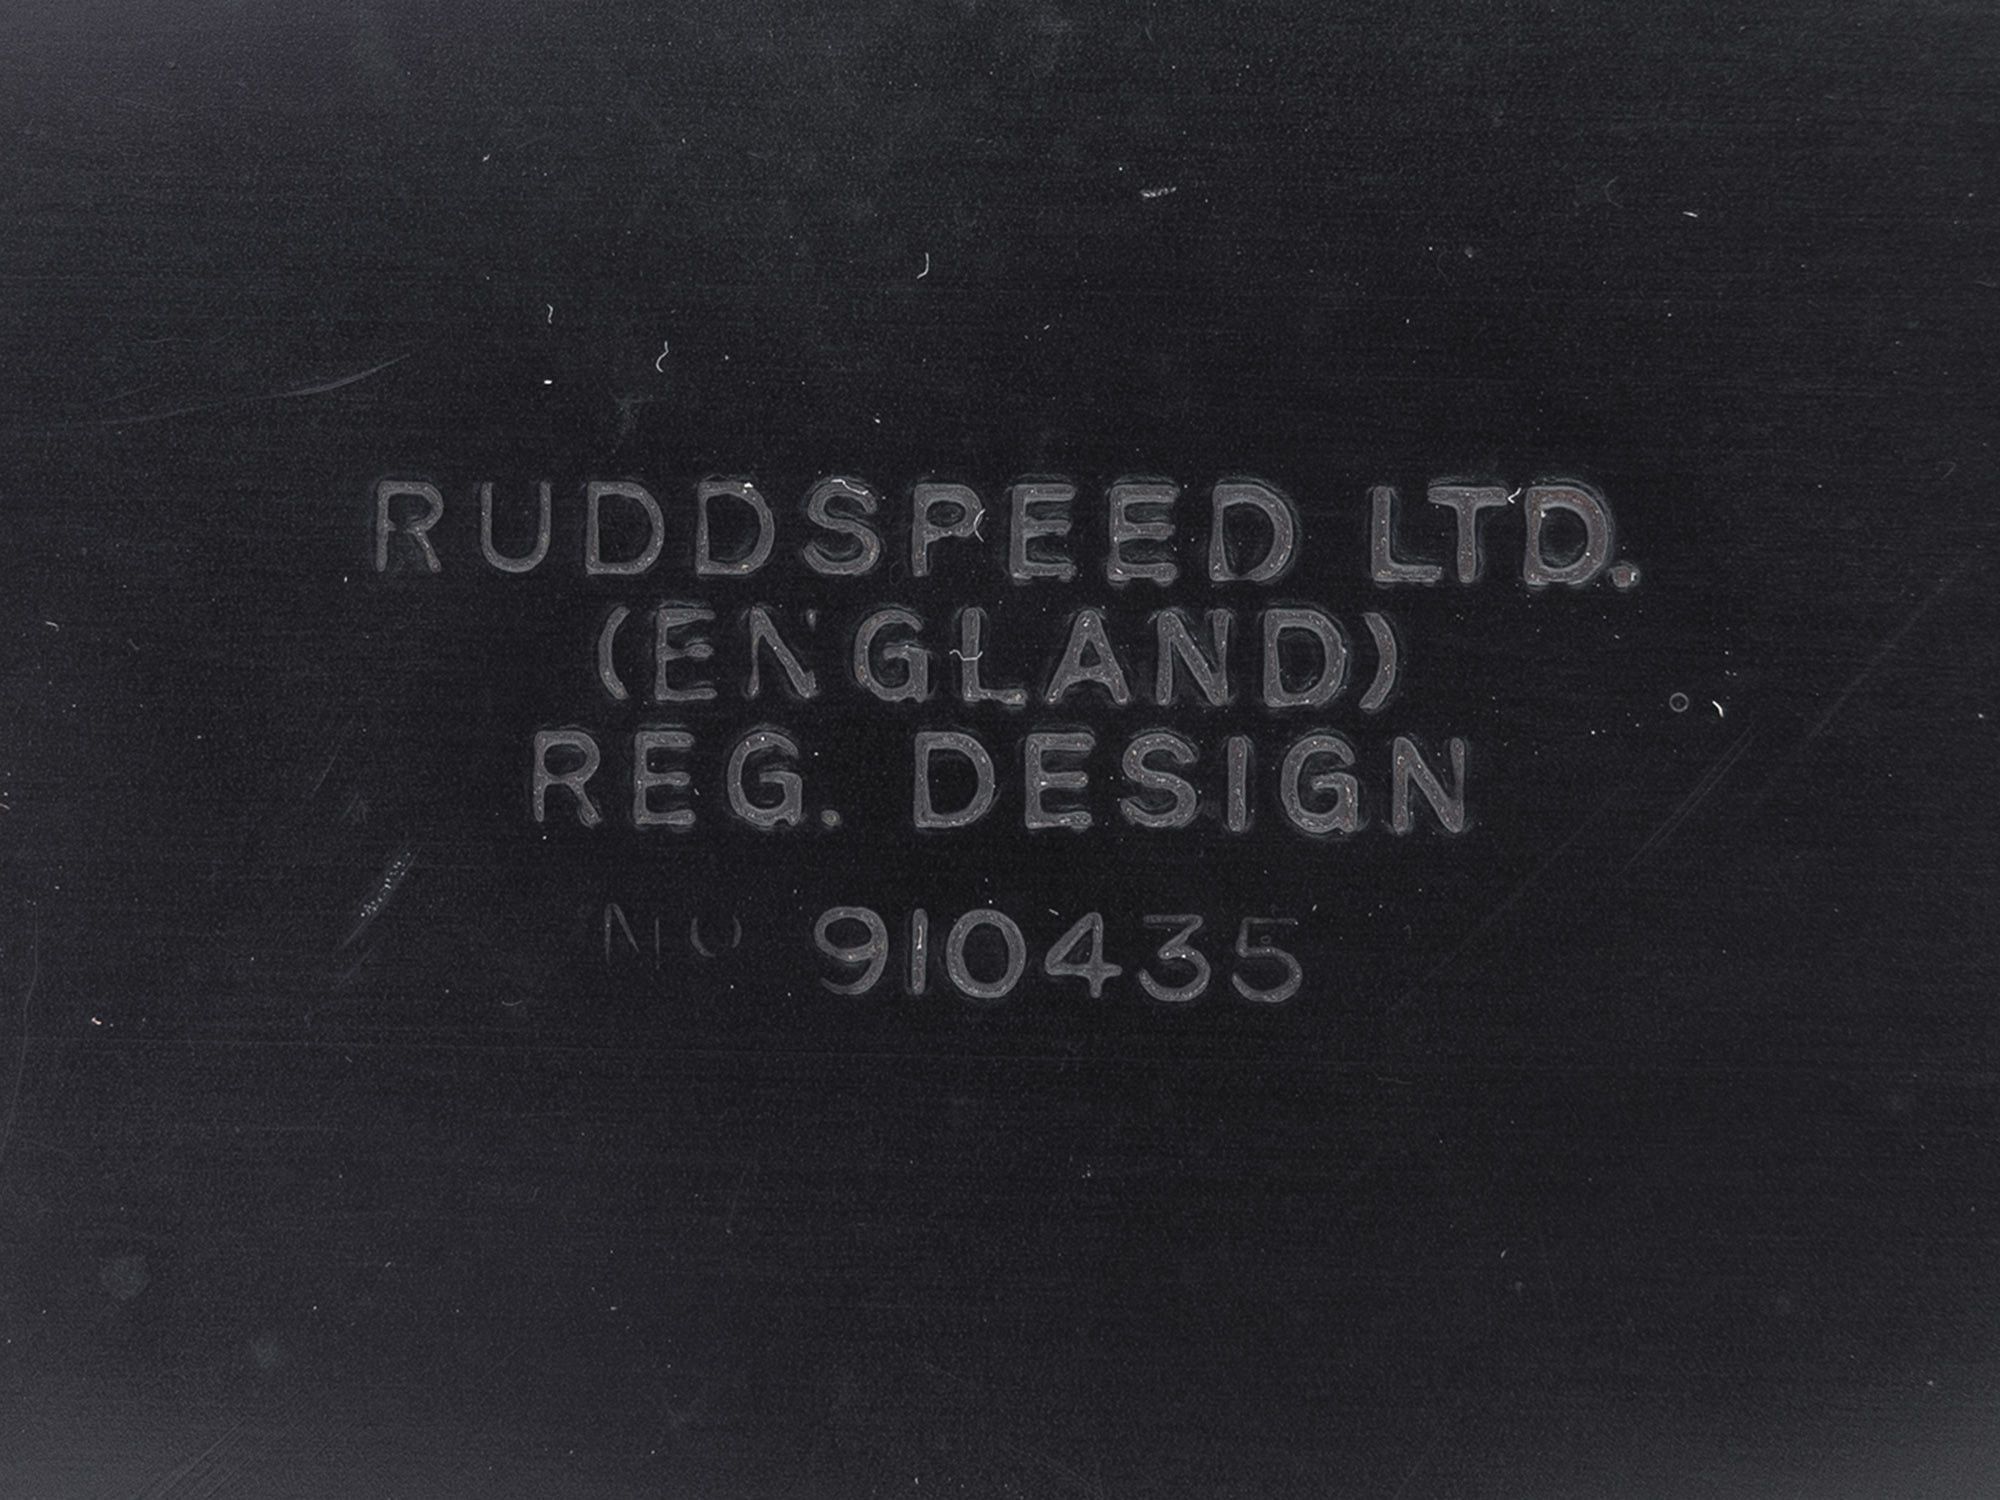 RUDDSPEED LTD.
(ENGLAND)
REG. DESIGN
NO 910435